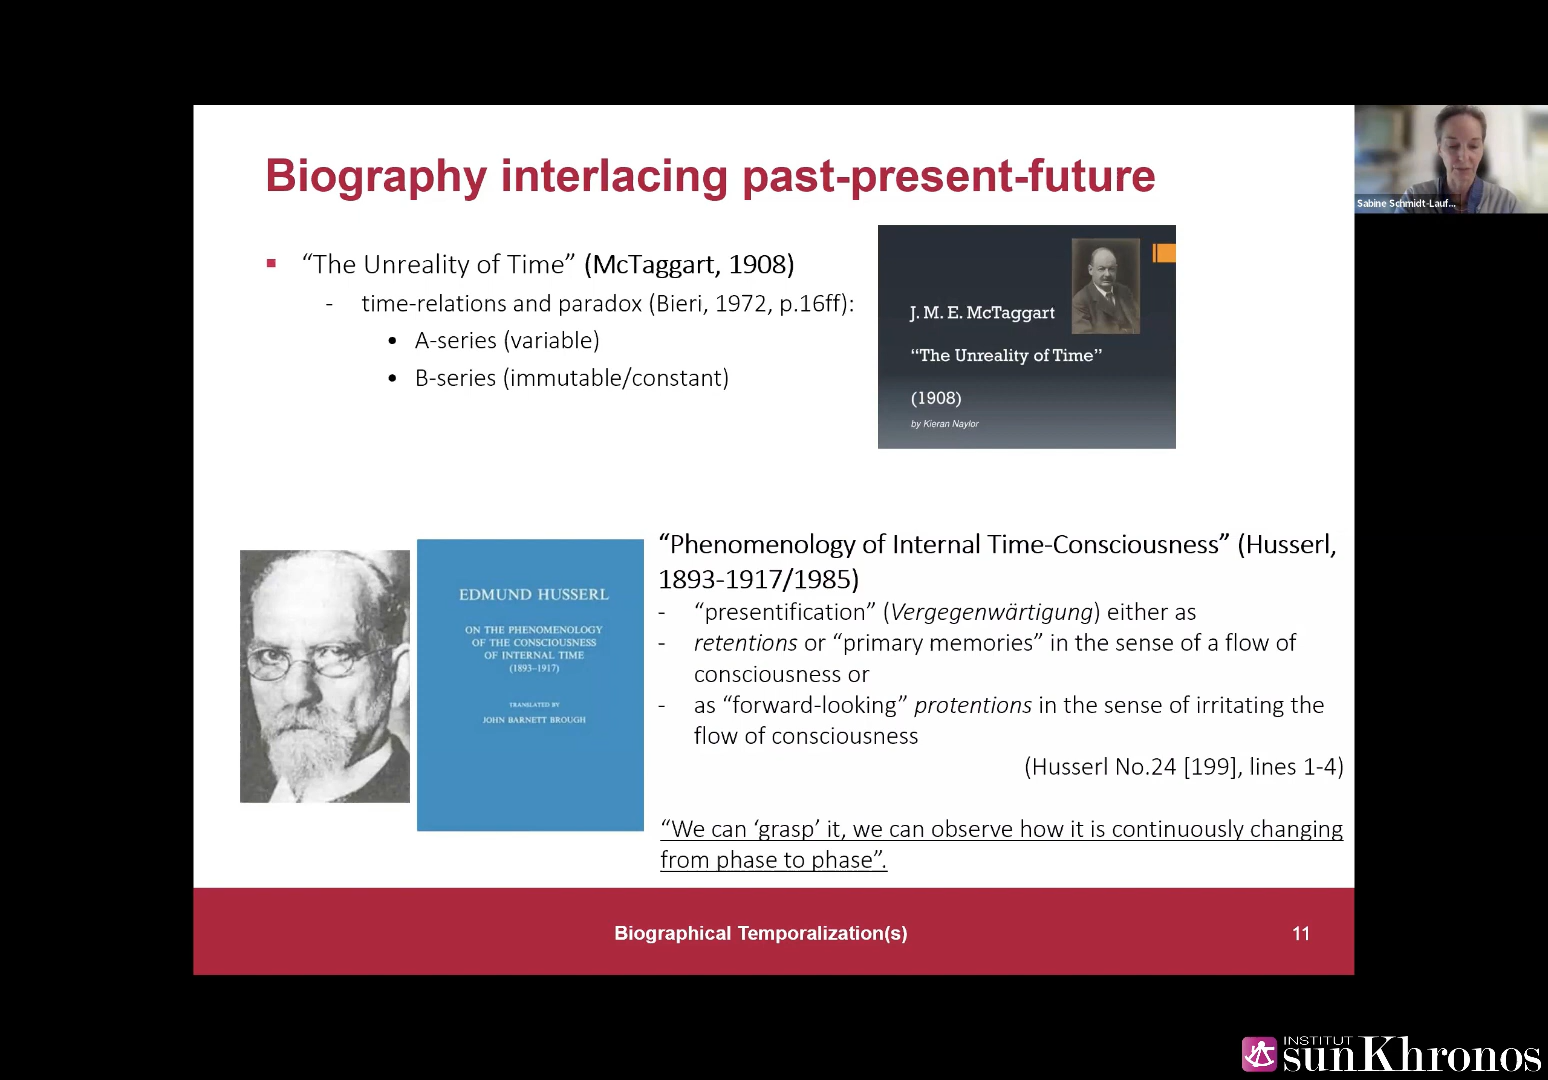 Biography interlacing past-present-future
Sabine Schmidt-Lauf...
“The Unreality of Time” (McTaggart, 1908)
- time-relations and paradox (Bieri, 1972, p.16ff):
• A-series (variable)
• B-series (immutable/constant)
J. M. E. McTaggart
“The Unreality of Time”
(1908)
by Kieran Naylor
EDMUND HUSSERL
ON THE PHENOMENOLOGY
OF THE CONSCIOUSNESS
OF INTERNAL TIME
(1893–1917)
TRANSLATED BY
JOHN BARNETT BROUGH
“Phenomenology of Internal Time-Consciousness” (Husserl,
1893-1917/1985)
- “presentification” (Vergegenwärtigung) either as
- retentions or “primary memories” in the sense of a flow of
consciousness or
- as “forward-looking” protentions in the sense of irritating the
flow of consciousness
(Husserl No.24 [199], lines 1-4)
“We can ‘grasp’ it, we can observe how it is continuously changing
from phase to phase”.
Biographical Temporalization(s)
11
INSTITUT
sunKhronos